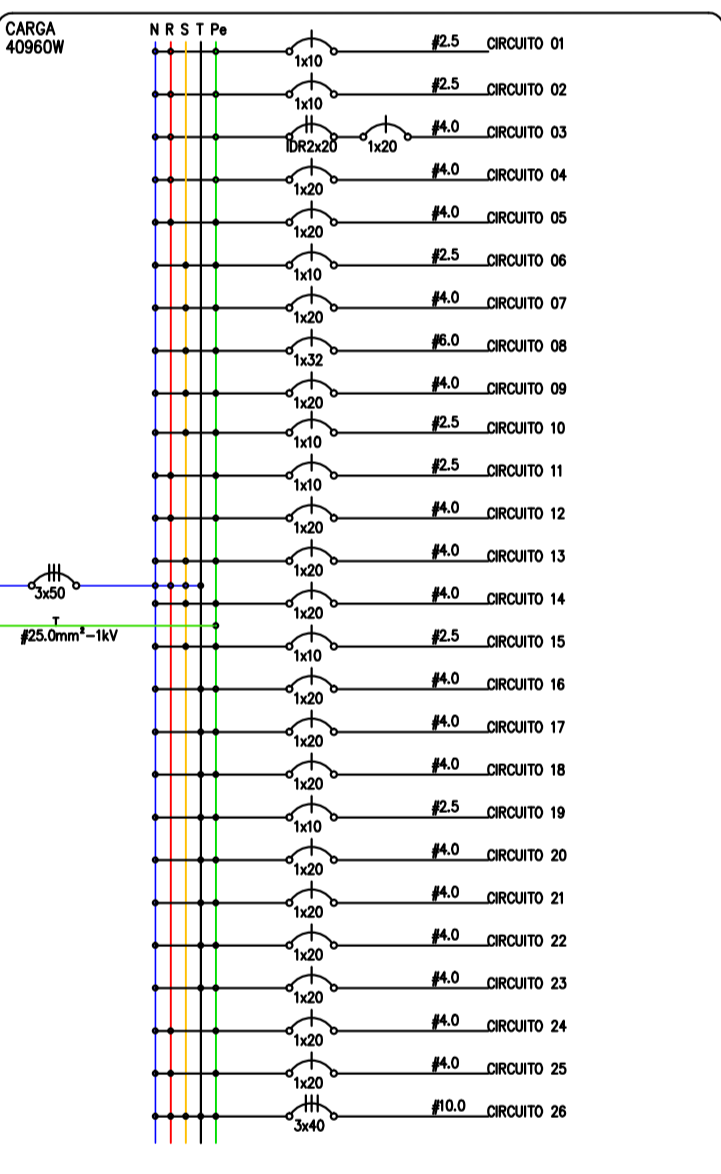 CARGA
40960W
N R S T Pe
1x10 #2.5 CIRCUITO 01
1x10 #2.5 CIRCUITO 02
IDR2x20 1x20 #4.0 CIRCUITO 03
1x20 #4.0 CIRCUITO 04
1x20 #4.0 CIRCUITO 05
1x10 #2.5 CIRCUITO 06
1x20 #4.0 CIRCUITO 07
1x32 #6.0 CIRCUITO 08
1x20 #4.0 CIRCUITO 09
1x10 #2.5 CIRCUITO 10
1x10 #2.5 CIRCUITO 11
1x20 #4.0 CIRCUITO 12
1x20 #4.0 CIRCUITO 13
3x50
1x20 #4.0 CIRCUITO 14
T
#25.0mm²-1kV
1x10 #2.5 CIRCUITO 15
1x20 #4.0 CIRCUITO 16
1x20 #4.0 CIRCUITO 17
1x20 #4.0 CIRCUITO 18
1x10 #2.5 CIRCUITO 19
1x20 #4.0 CIRCUITO 20
1x20 #4.0 CIRCUITO 21
1x20 #4.0 CIRCUITO 22
1x20 #4.0 CIRCUITO 23
1x20 #4.0 CIRCUITO 24
1x20 #4.0 CIRCUITO 25
3x40 #10.0 CIRCUITO 26